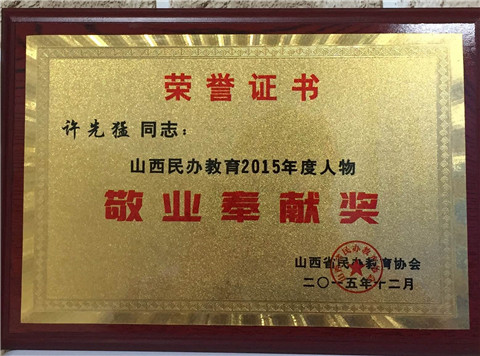 荣誉证书
许先猛 同志：
山西民办教育2015年度人物
敬业奉献奖
山西省民办教育协会
二〇一五年十二月